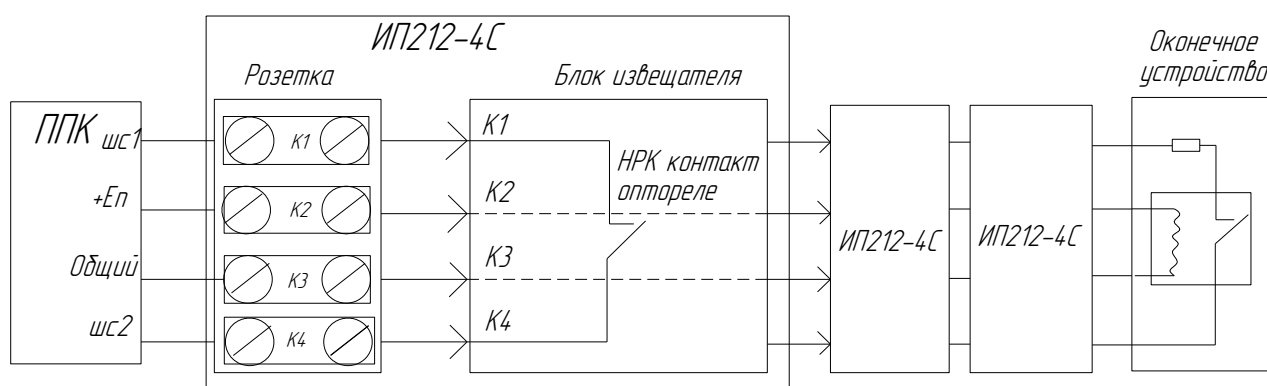 ИП212-4С
Розетка
Блок извещателя
Оконечное
устройство
ППК
шс1
+Еп
Общий
шс2
К1
К2
К3
К4
К1
К2
К3
К4
НРК контакт
оптореле
ИП212-4С
ИП212-4С